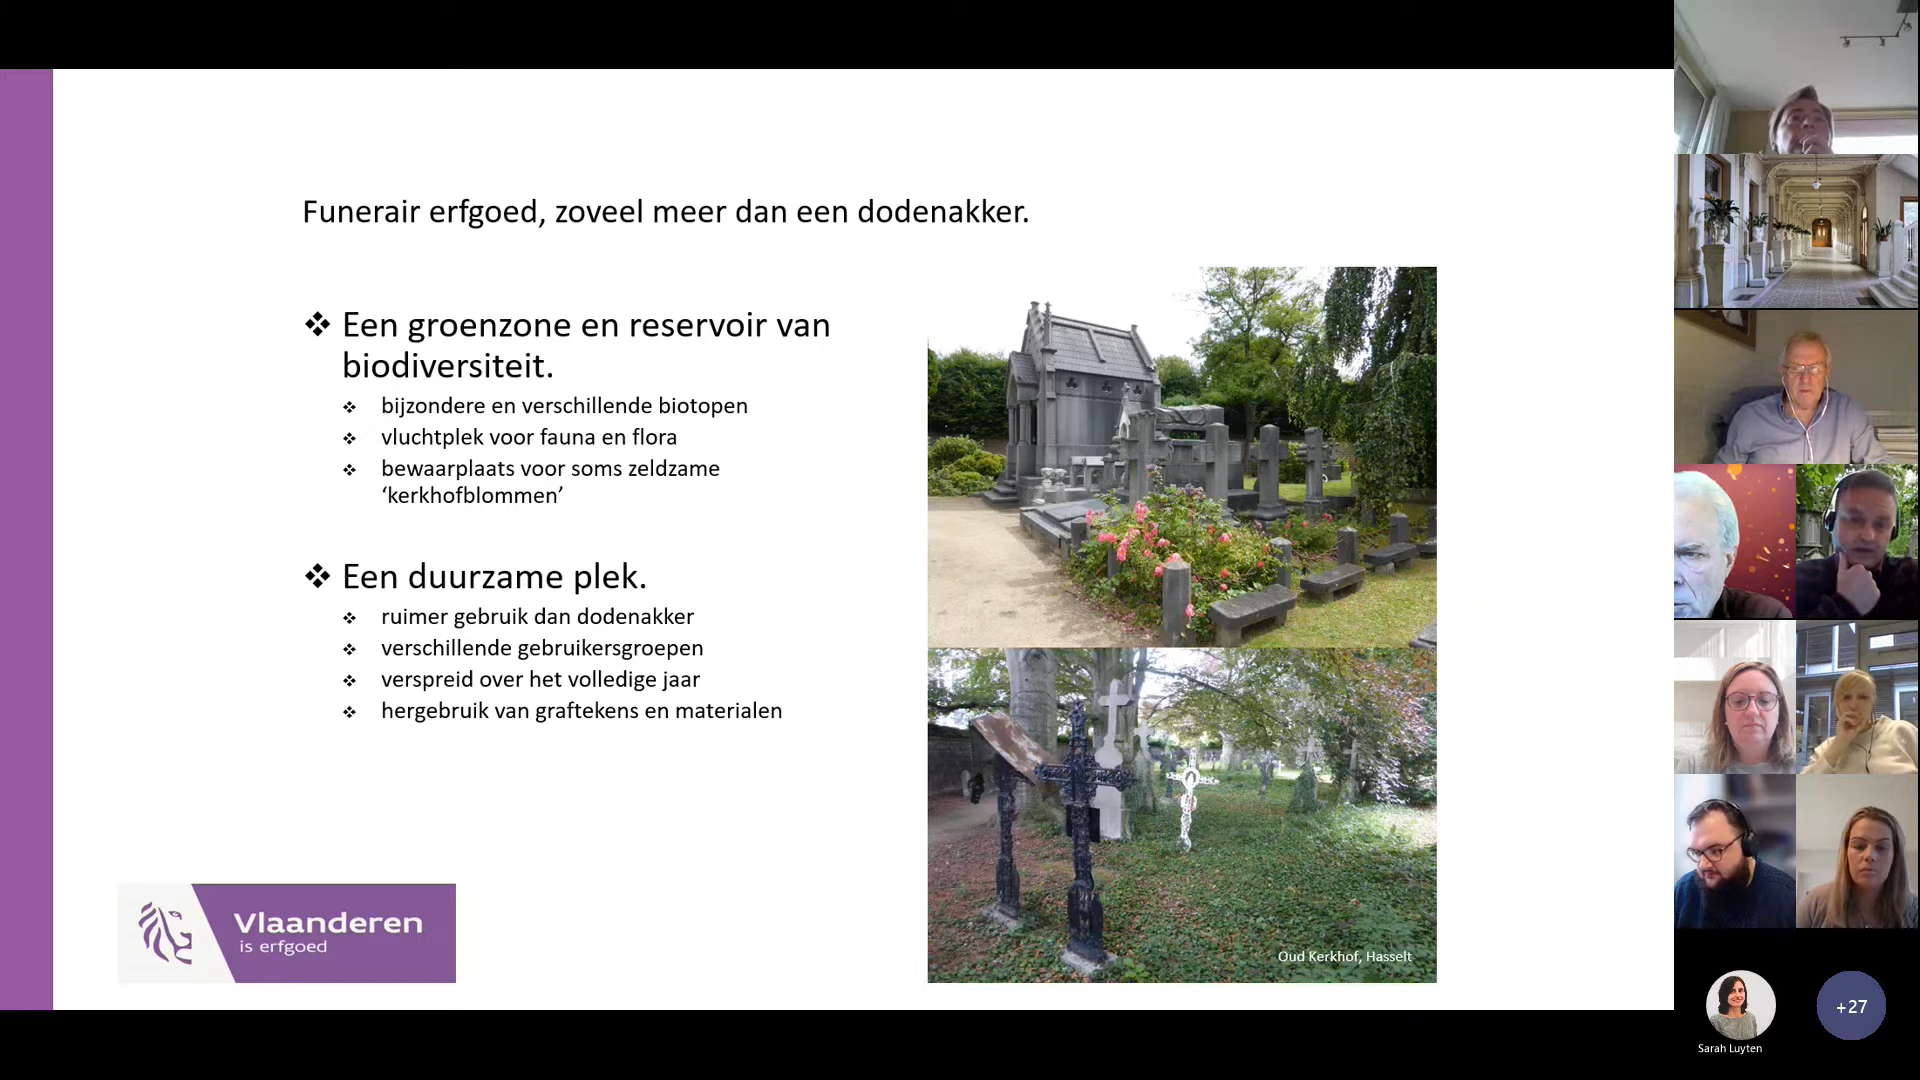 Funerair erfgoed, zoveel meer dan een dodenakker.
❖ Een groenzone en reservoir van
biodiversiteit.
❖ bijzondere en verschillende biotopen
❖ vluchtplek voor fauna en flora
❖ bewaarplaats voor soms zeldzame
‘kerkhofblommen’
❖ Een duurzame plek.
❖ ruimer gebruik dan dodenakker
❖ verschillende gebruikersgroepen
❖ verspreid over het volledige jaar
❖ hergebruik van graftekens en materialen
Vlaanderen
is erfgoed
Oud Kerkhof, Hasselt
+27
Sarah Luyten